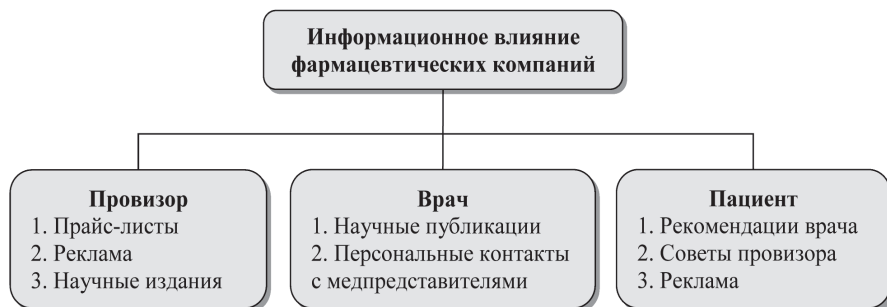 Информационное влияние
фармацевтических компаний
Провизор
1. Прайс-листы
2. Реклама
3. Научные издания
Врач
1. Научные публикации
2. Персональные контакты
с медпредставителями
Пациент
1. Рекомендации врача
2. Советы провизора
3. Реклама